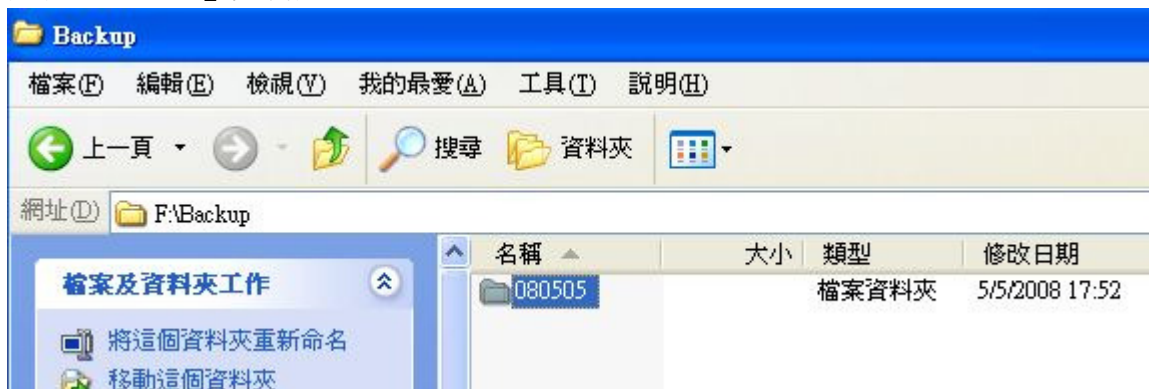 Backup
檔案(F) 編輯(E) 檢視(V) 我的最愛(A) 工具(T) 說明(H)
上一頁 搜尋 資料夾
網址(D) F:\Backup
名稱 大小 類型 修改日期
檔案及資料夾工作
080505 檔案資料夾 5/5/2008 17:52
將這個資料夾重新命名
移動這個資料夾